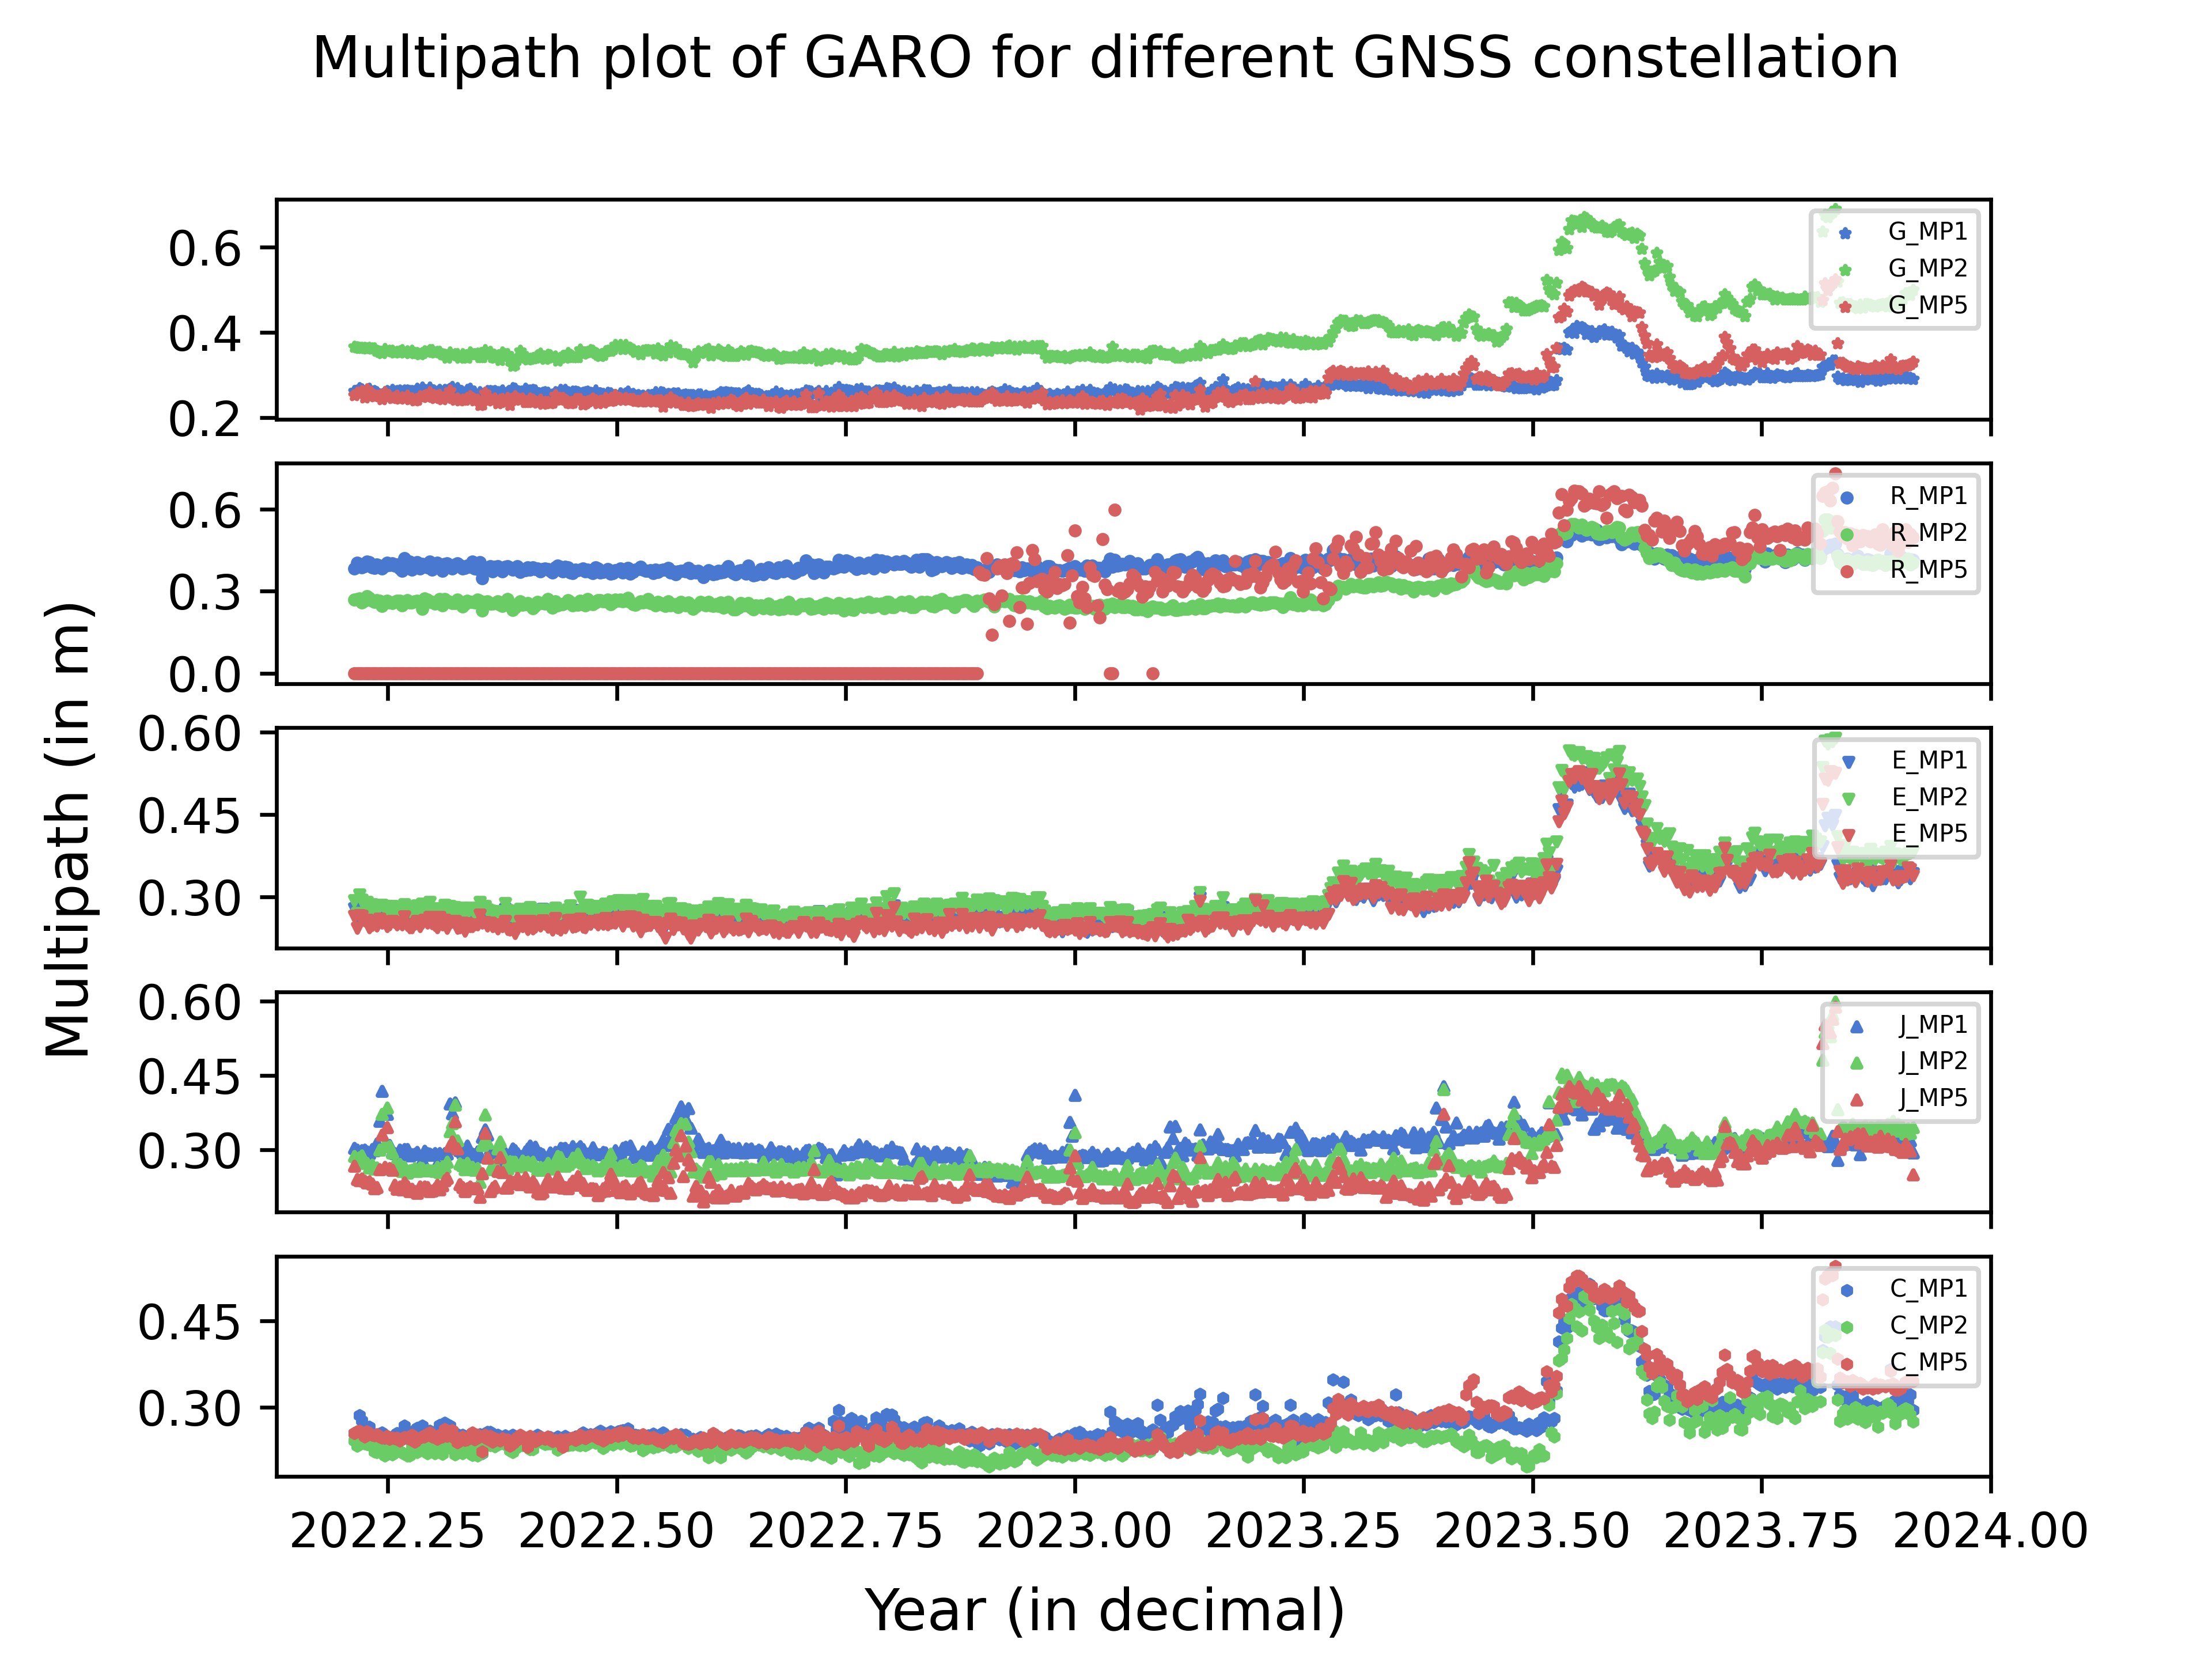 Multipath plot of GARO for different GNSS constellation
Multipath (in m)
0.6
0.4
0.2
G_MP1
G_MP2
G_MP5
0.6
0.3
0.0
R_MP1
R_MP2
R_MP5
0.60
0.45
0.30
E_MP1
E_MP2
E_MP5
0.60
0.45
0.30
J_MP1
J_MP2
J_MP5
0.45
0.30
C_MP1
C_MP2
C_MP5
2022.25 2022.50 2022.75 2023.00 2023.25 2023.50 2023.75 2024.00
Year (in decimal)